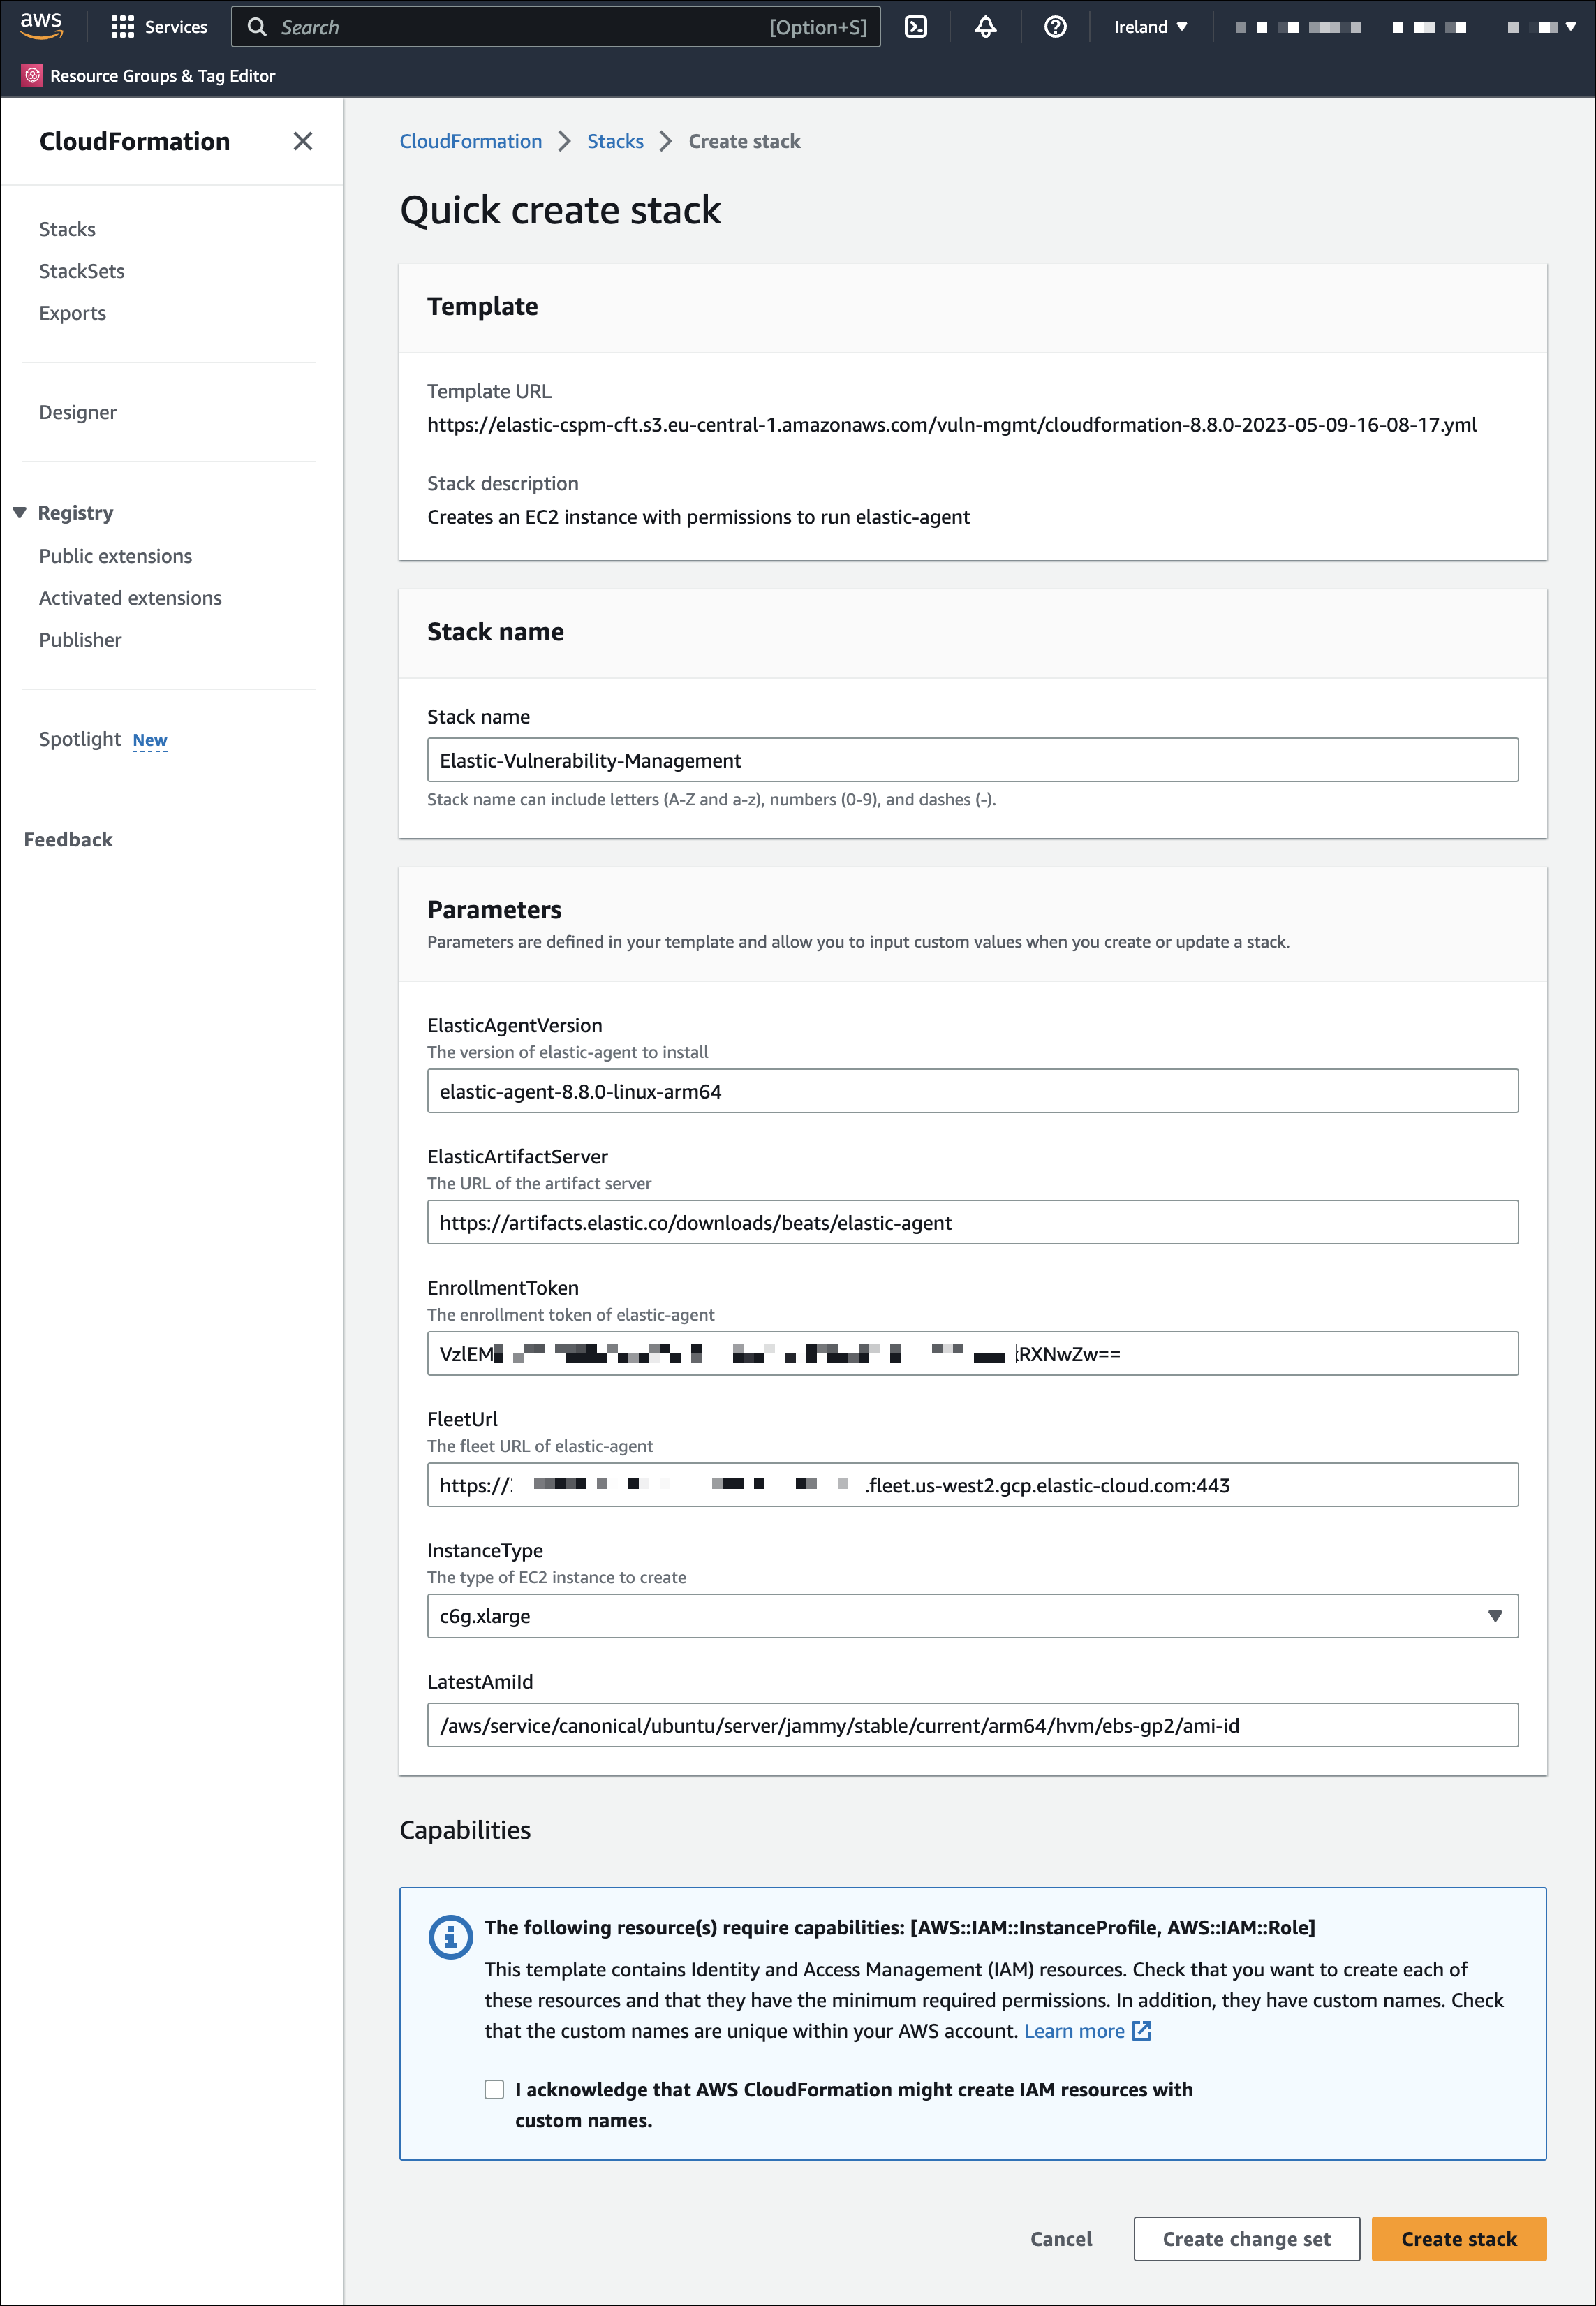 aws
Services
Search
[Option+S]
Ireland
Resource Groups & Tag Editor
CloudFormation
Stacks
StackSets
Exports
Designer
Registry
Public extensions
Activated extensions
Publisher
Spotlight New
Feedback
CloudFormation
Stacks
Create stack
Quick create stack
Template
Template URL
https://elastic-cspm-cft.s3.eu-central-1.amazonaws.com/vuln-mgmt/cloudformation-8.8.0-2023-05-09-16-08-17.yml
Stack description
Creates an EC2 instance with permissions to run elastic-agent
Stack name
Stack name
Elastic-Vulnerability-Management
Stack name can include letters (A-Z and a-z), numbers (0-9), and dashes (-).
Parameters
Parameters are defined in your template and allow you to input custom values when you create or update a stack.
ElasticAgentVersion
The version of elastic-agent to install
elastic-agent-8.8.0-linux-arm64
ElasticArtifactServer
The URL of the artifact server
https://artifacts.elastic.co/downloads/beats/elastic-agent
EnrollmentToken
The enrollment token of elastic-agent
VzlEM RXNwZw==
FleetUrl
The fleet URL of elastic-agent
https:// .fleet.us-west2.gcp.elastic-cloud.com:443
InstanceType
The type of EC2 instance to create
c6g.xlarge
LatestAmiId
/aws/service/canonical/ubuntu/server/jammy/stable/current/arm64/hvm/ebs-gp2/ami-id
Capabilities
The following resource(s) require capabilities: [AWS::IAM::InstanceProfile, AWS::IAM::Role]
This template contains Identity and Access Management (IAM) resources. Check that you want to create each of
these resources and that they have the minimum required permissions. In addition, they have custom names. Check
that the custom names are unique within your AWS account. Learn more
I acknowledge that AWS CloudFormation might create IAM resources with
custom names.
Cancel
Create change set
Create stack